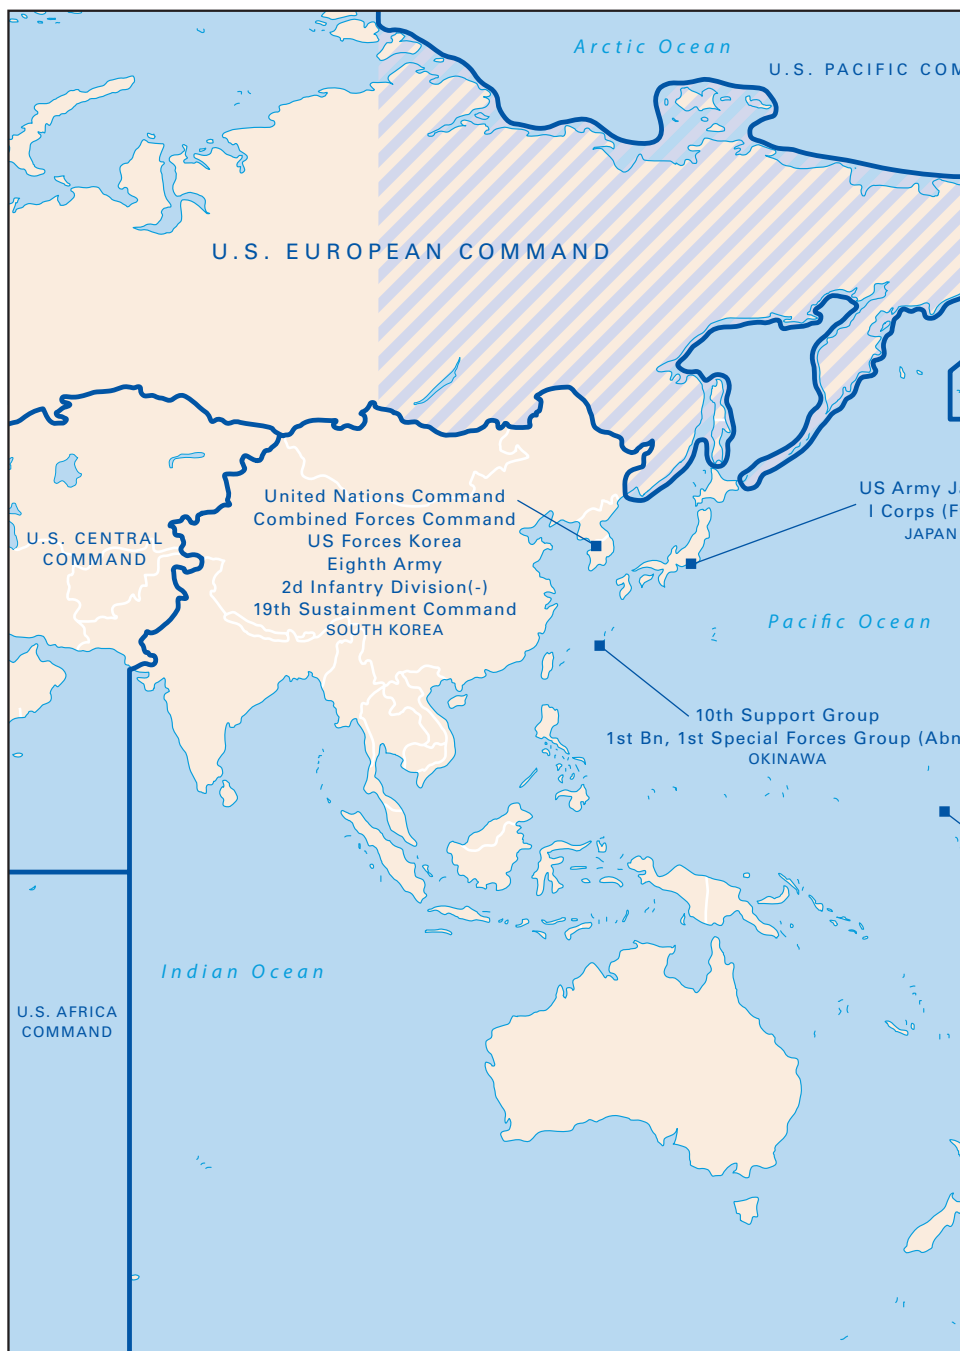 Arctic Ocean
U.S. PACIFIC
U.S. EUROPEAN COMMAND
United Nations Command
Combined Forces Command
US Forces Korea
Eighth Army
2d Infantry Division(-)
19th Sustainment Command
SOUTH KOREA
U.S. CENTRAL
COMMAND
US Army
I Corps
JAPAN
Pacific Ocean
10th Support Group
1st Bn, 1st Special Forces Group (Abn
OKINAWA
Indian Ocean
U.S. AFRICA
COMMAND